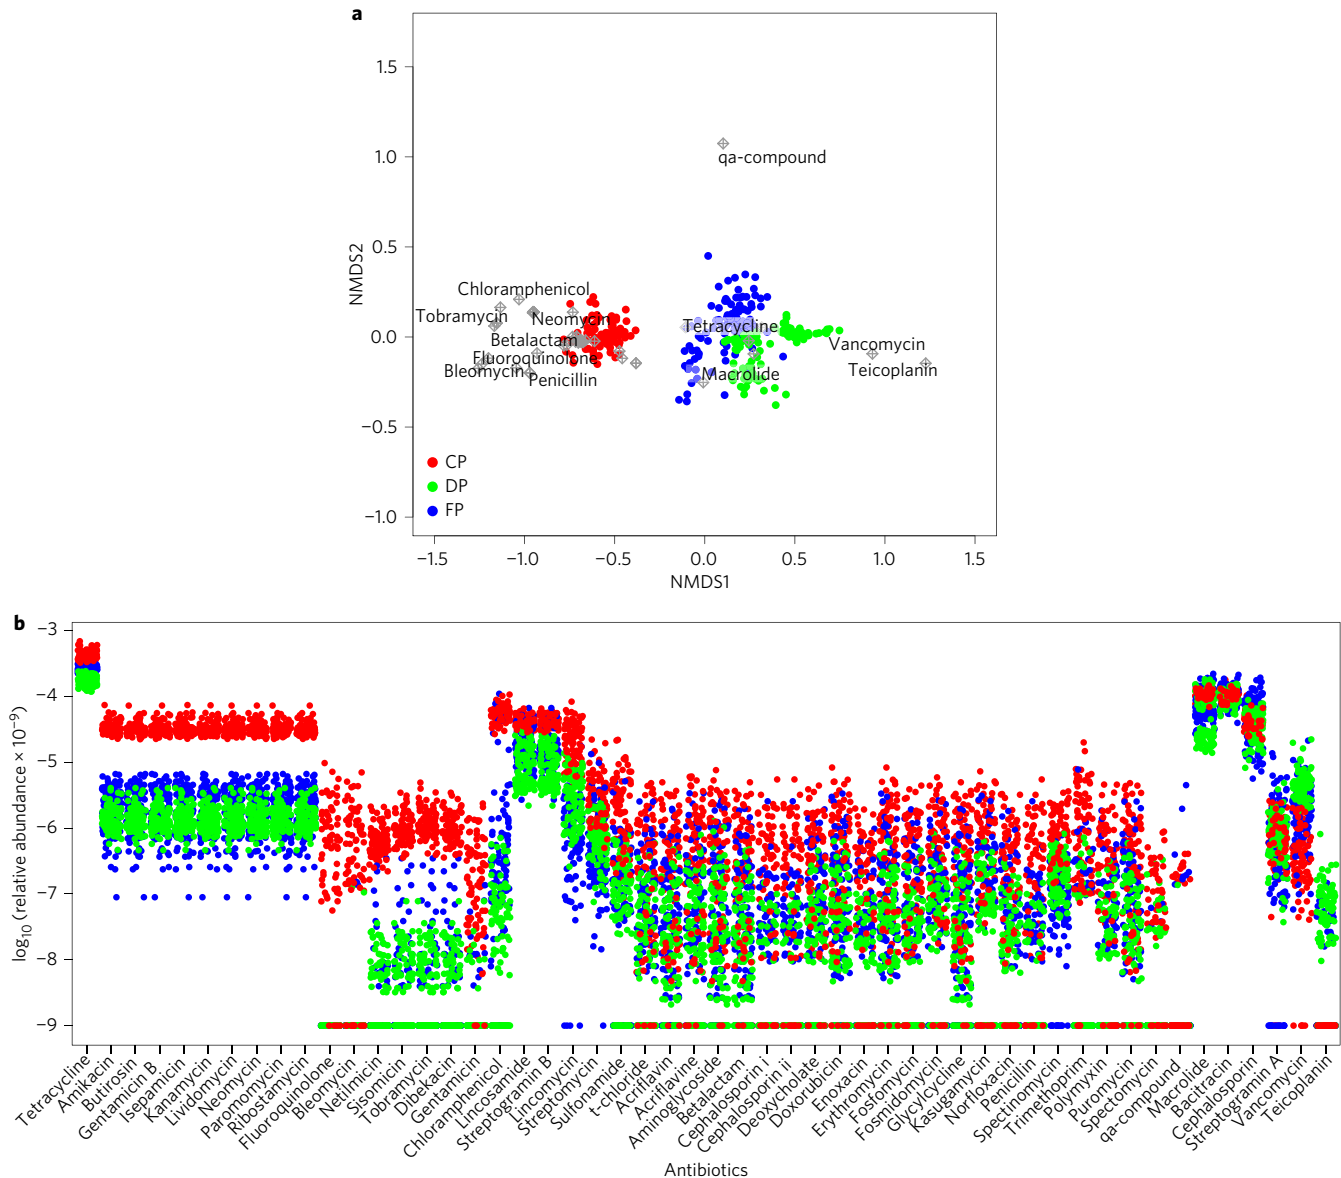 a
1.5
1.0
0.5
0.0
−0.5
−1.0
NMDS2
qa-compound
Chloramphenicol
Tobramycin
Neomycin
Tetracycline
Betalactam
Vancomycin
Fluoroquinolone
Bleomycin
Macrolide
Teicoplanin
Penicillin
CP
DP
FP
−1.5
−1.0
−0.5
0.0
0.5
1.0
1.5
NMDS1
b
−3
−4
−5
−6
−7
−8
−9
log10 (relative abundance × 10−9)
Tetracycline
Amikacin
Butirosin
Gentamicin B
Isepamicin
Kanamycin
Lividomycin
Neomycin
Paromomycin
Ribostamycin
Fluoroquinolone
Bleomycin
Netilmicin
Sisomicin
Tobramycin
Dibekacin
Gentamicin
Chloramphenicol
Lincosamide
Streptogramin B
Lincomycin
Streptomycin
Sulfonamide
t-chloride
Acriflavin
Acriflavine
Aminoglycoside
Betalactam
Cephalosporin i
Cephalosporin ii
Deoxycholate
Doxorubicin
Enoxacin
Erythromycin
Fosfomycin
Fosmidomycin
Glycylcycline
Kasugamycin
Norfloxacin
Penicillin
Spectinomycin
Trimethoprim
Polymyxin
Puromycin
Spectomycin
qa-compound
Macrolide
Bacitracin
Cephalosporin
Streptogramin A
Vancomycin
Teicoplanin
Antibiotics